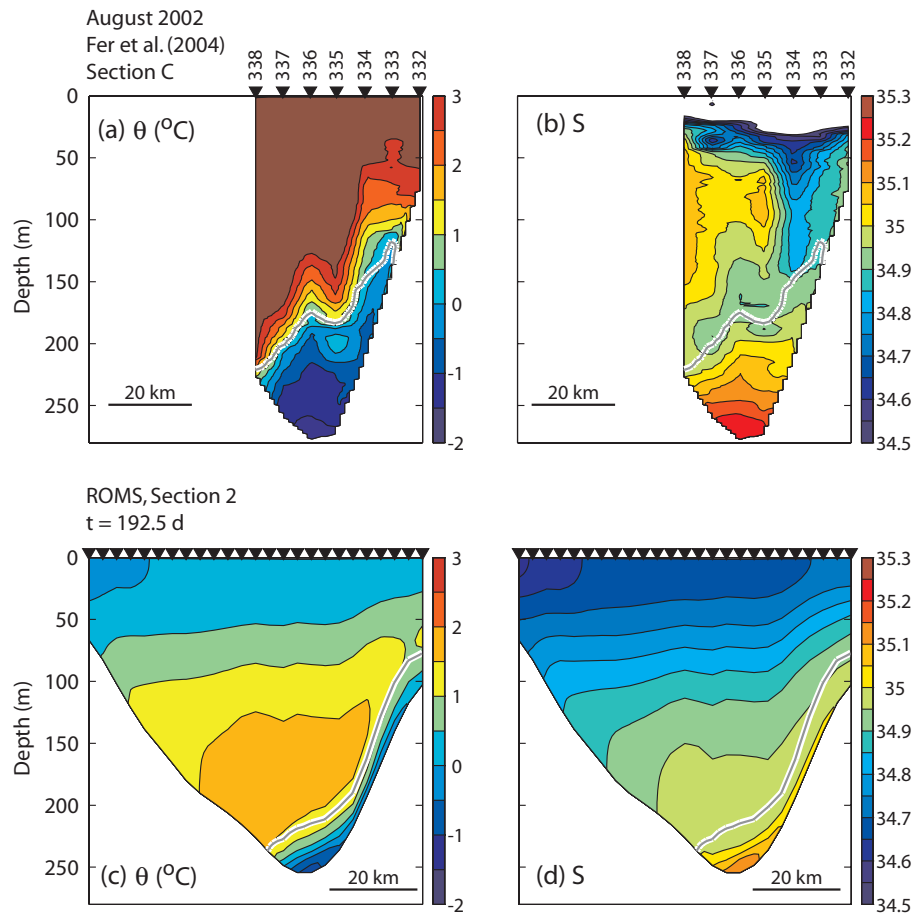 August 2002
Fer et al. (2004)
Section C
338 337 336 335 334 333 332
338 337 336 335 334 333 332
(a) θ (°C)
(b) S
0
50
100
150
200
250
Depth (m)
20 km
20 km
3
2
1
0
-1
-2
35.3
35.2
35.1
35
34.9
34.8
34.7
34.6
34.5
ROMS, Section 2
t = 192.5 d
0
50
100
150
200
250
Depth (m)
(c) θ (°C)
20 km
(d) S
20 km
3
2
1
0
-1
-2
35.3
35.2
35.1
35
34.9
34.8
34.7
34.6
34.5